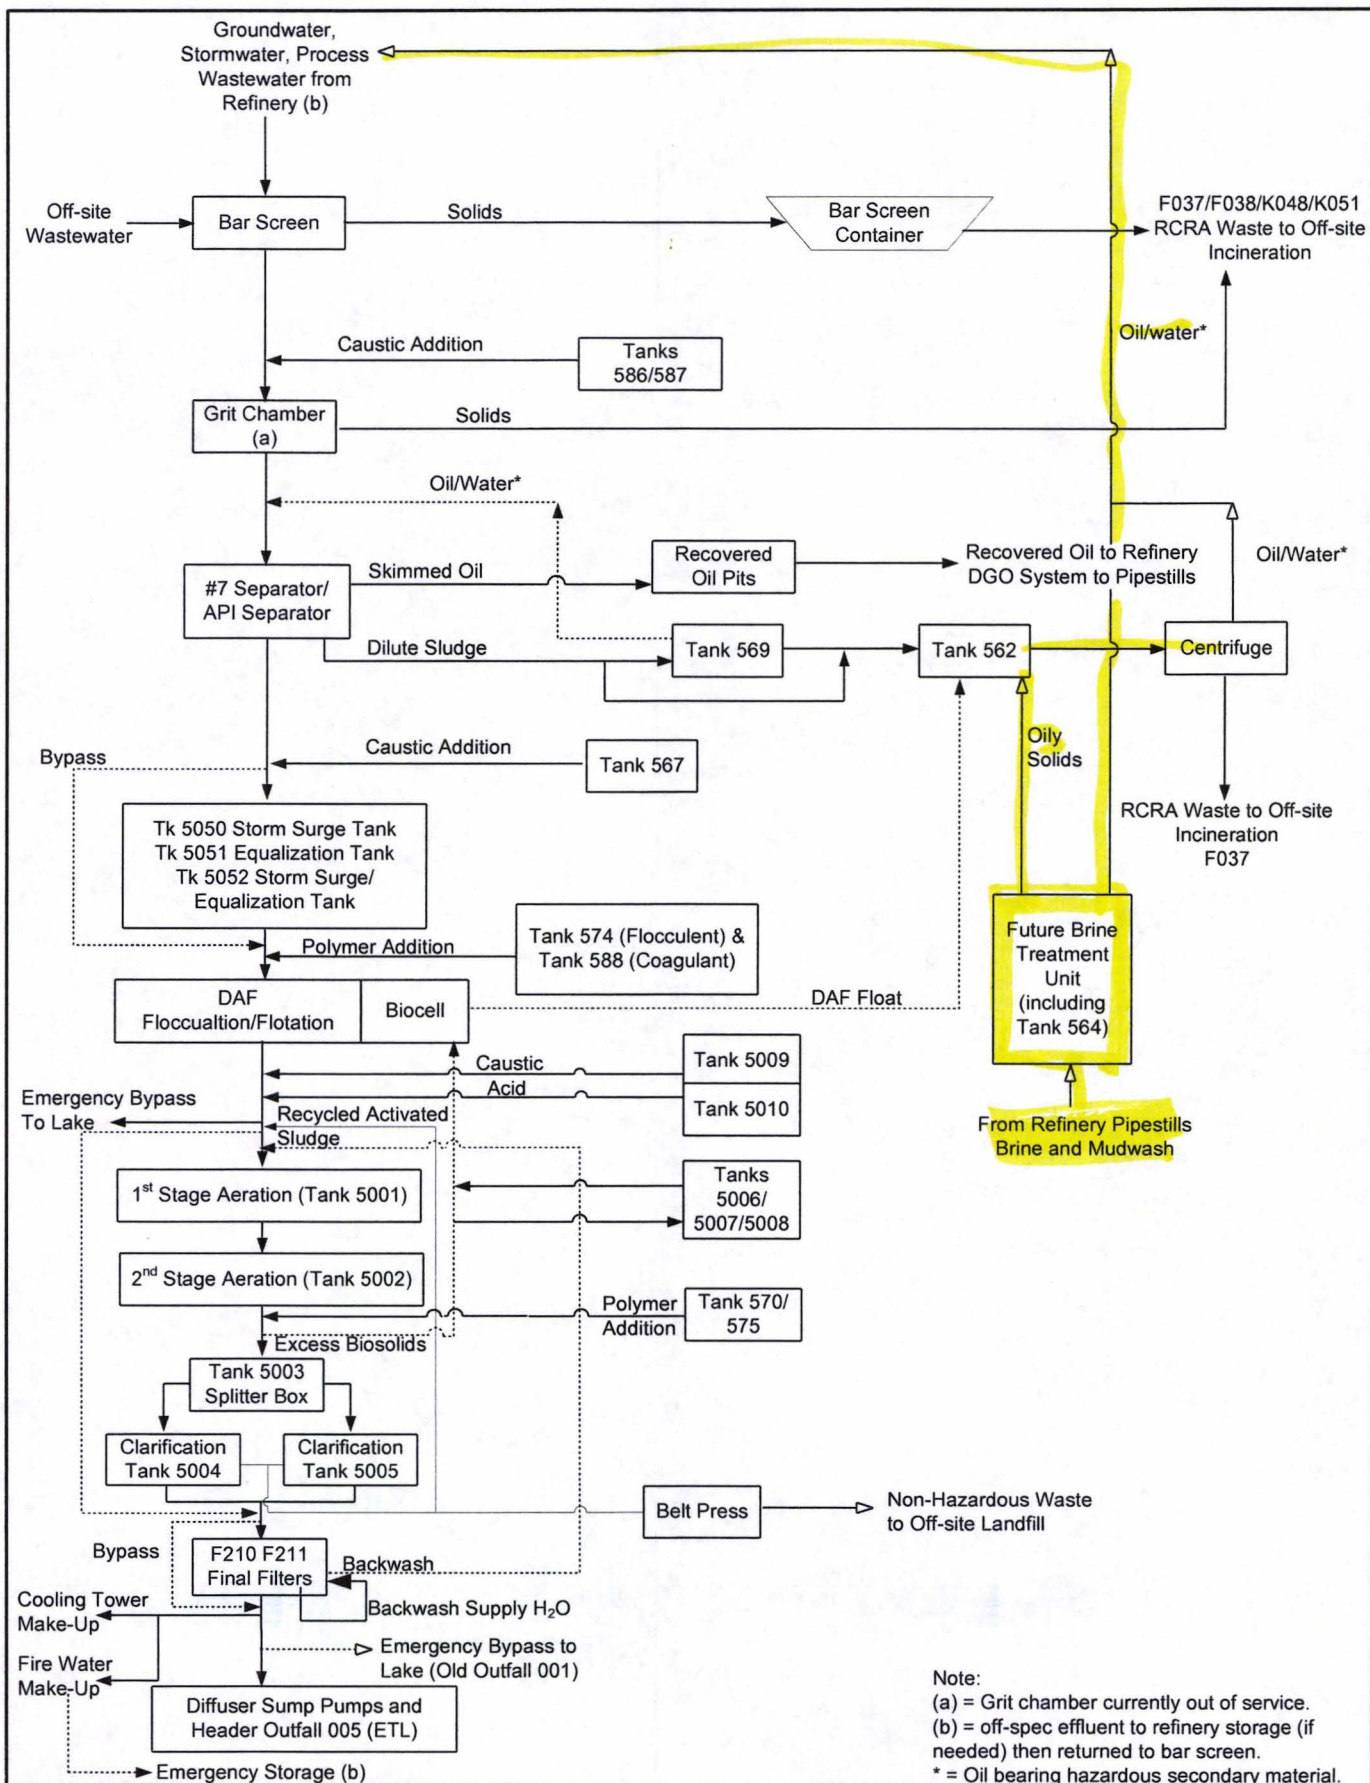 Groundwater,
Stormwater, Process
Wastewater from
Refinery (b)
Off-site
Wastewater
Bar Screen
Solids
Bar Screen
Container
F037/F038/K048/K051
RCRA Waste to Off-site
Incineration
Oil/water*
Caustic Addition
Tanks
586/587
Grit Chamber
(a)
Solids
Oil/Water*
#7 Separator/
API Separator
Skimmed Oil
Recovered
Oil Pits
Recovered Oil to Refinery
DGO System to Pipestills
Oil/Water*
Dilute Sludge
Tank 569
Tank 562
Centrifuge
Oily
Solids
Bypass
Caustic Addition
Tank 567
RCRA Waste to Off-site
Incineration
F037
Tk 5050 Storm Surge Tank
Tk 5051 Equalization Tank
Tk 5052 Storm Surge/
Equalization Tank
Polymer Addition
Tank 574 (Flocculent) &
Tank 588 (Coagulant)
Future Brine
Treatment
Unit
(including
Tank 564)
DAF
Floccualtion/Flotation
Biocell
DAF Float
Caustic
Tank 5009
Acid
Tank 5010
Emergency Bypass
To Lake
Recycled Activated
Sludge
From Refinery Pipestills
Brine and Mudwash
1st Stage Aeration (Tank 5001)
Tanks
5006/
5007/5008
2nd Stage Aeration (Tank 5002)
Polymer
Addition
Tank 570/
575
Excess Biosolids
Tank 5003
Splitter Box
Clarification
Tank 5004
Clarification
Tank 5005
Belt Press
Non-Hazardous Waste
to Off-site Landfill
Bypass
F210 F211
Final Filters
Backwash
Backwash Supply H2O
Cooling Tower
Make-Up
Emergency Bypass to
Lake (Old Outfall 001)
Fire Water
Make-Up
Diffuser Sump Pumps and
Header Outfall 005 (ETL)
Emergency Storage (b)
Note:
(a) = Grit chamber currently out of service.
(b) = off-spec effluent to refinery storage (if
needed) then returned to bar screen.
* = Oil bearing hazardous secondary material.